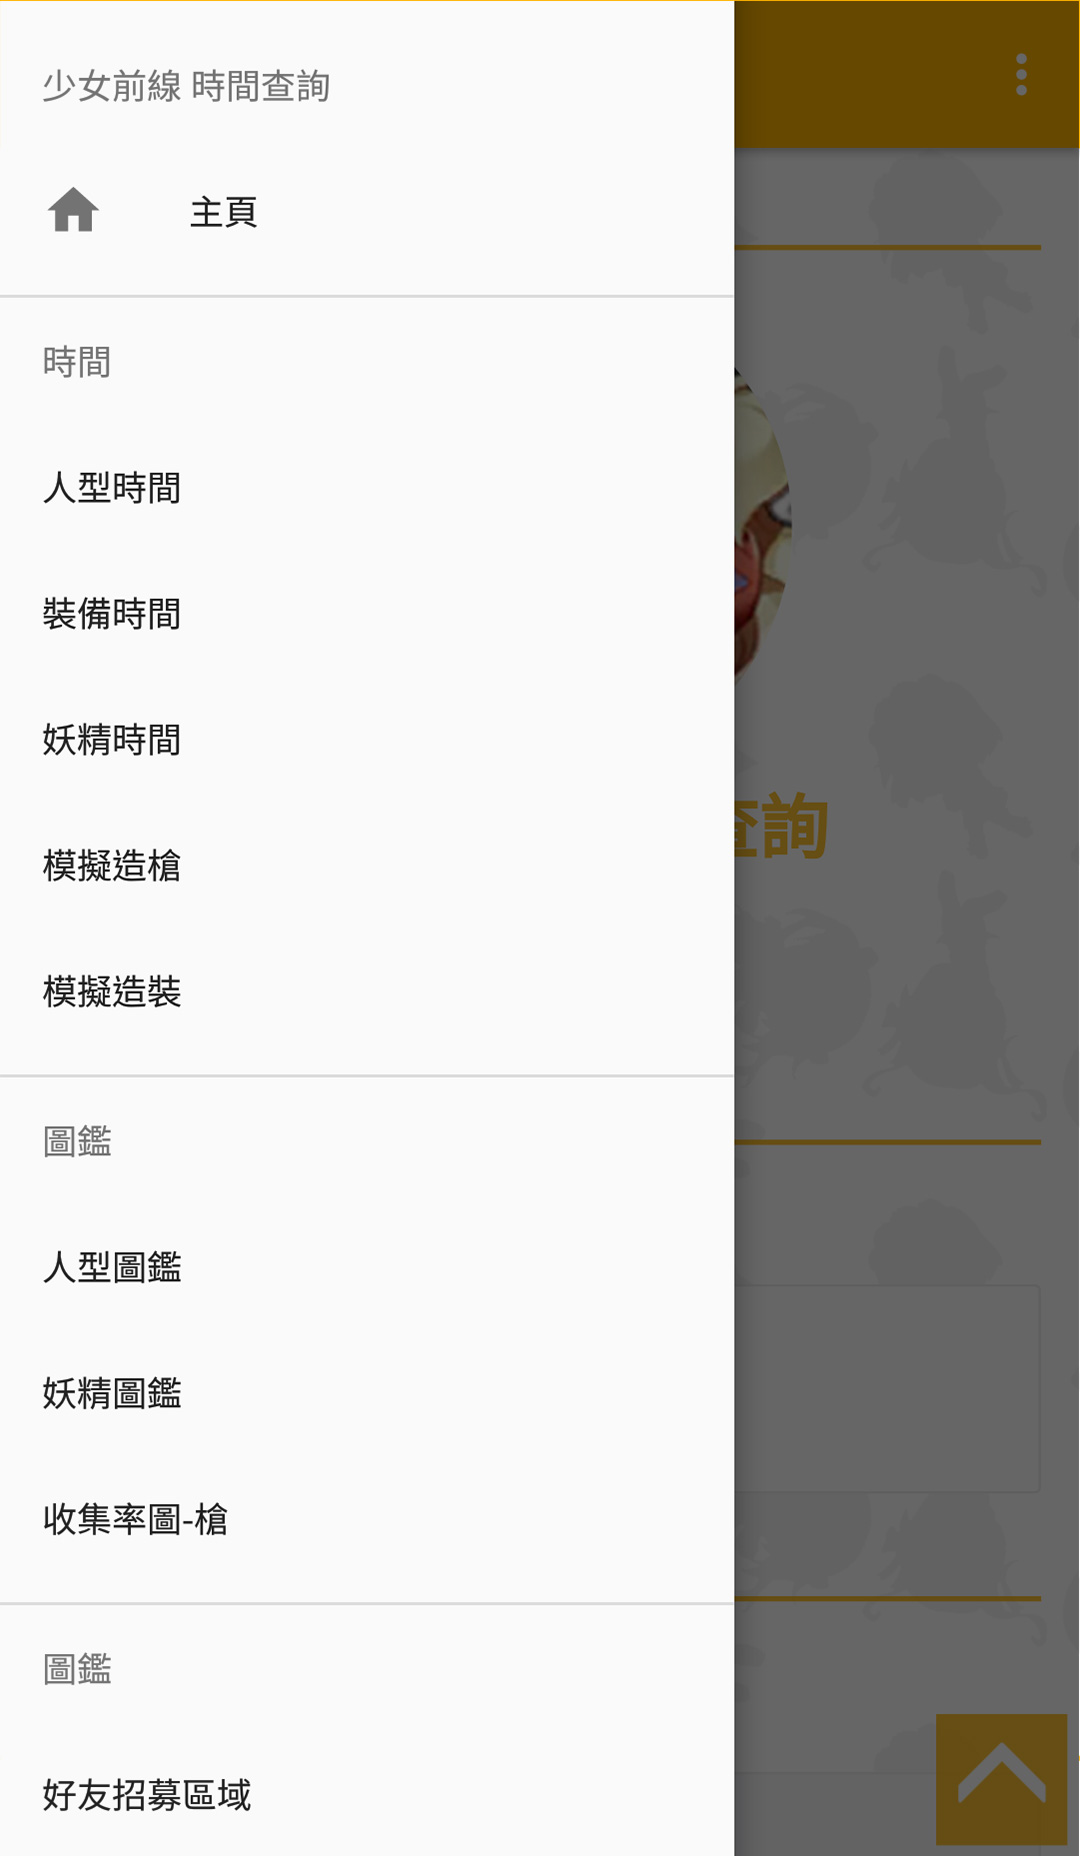 少女前線 時間查詢
主頁
時間
人型時間
裝備時間
妖精時間
查詢
模擬造槍
模擬造裝
圖鑑
人型圖鑑
妖精圖鑑
收集率圖-槍
圖鑑
好友招募區域